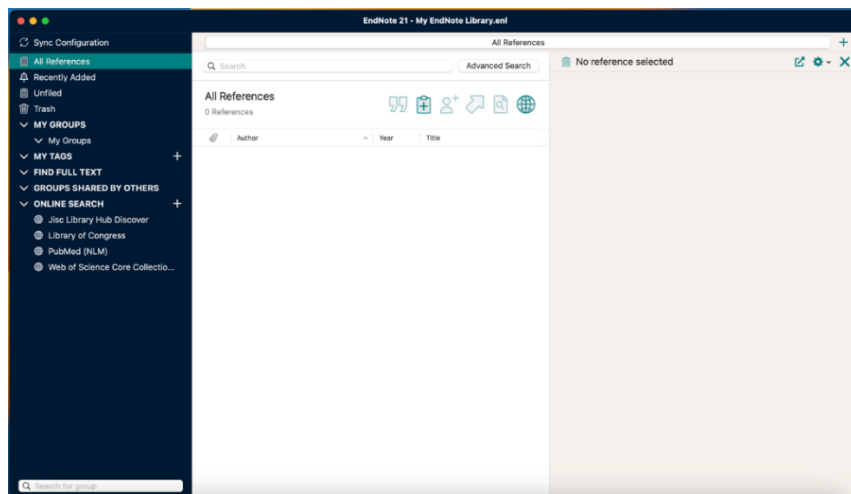 EndNote 21 - My EndNote Library.enl
Sync Configuration
All References
Recently Added
Unfiled
Trash
MY GROUPS
My Groups
MY TAGS
FIND FULL TEXT
GROUPS SHARED BY OTHERS
ONLINE SEARCH
Jisc Library Hub Discover
Library of Congress
PubMed (NLM)
Web of Science Core Collectio...
Search for group
All References
Search
Advanced Search
All References
0 References
Author Year Title
No reference selected